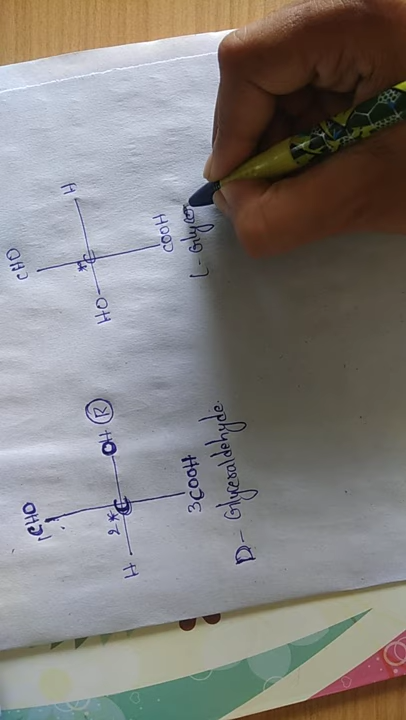 1CHO
H 2*C OH R
3COOH
D- Glyceraldehyde.
CHO
HO *C H
COOH
L- Glyce